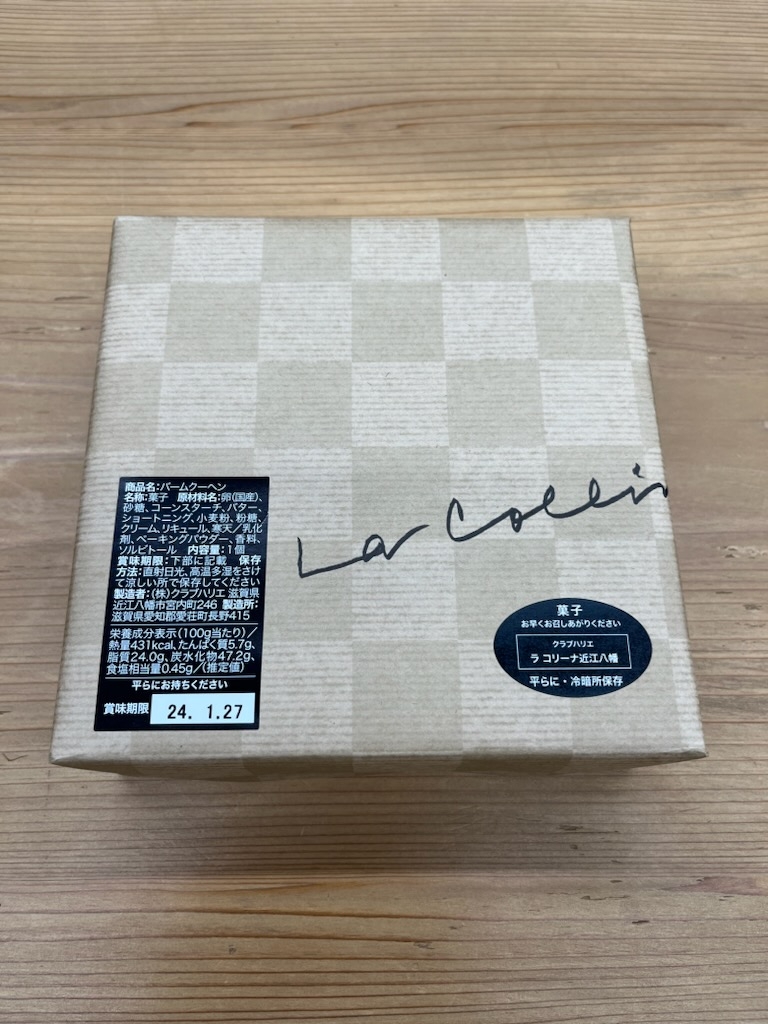 商品名:バームクーヘン
名称:菓子 原材料名:卵(国産)、
砂糖、コーンスターチ、バター、
ショートニング、小麦粉、粉糖、
クリーム、リキュール、寒天/乳化
剤、ベーキングパウダー、香料、
ソルビトール 内容量:1個
賞味期限:下部に記載 保存
方法:直射日光、高温多湿をさけ
て涼しい所で保存してください
製造者:(株)クラブハリエ 滋賀県
近江八幡市宮内町246 製造所:
滋賀県愛知郡愛荘町長野415
栄養成分表示(100g当たり)/
熱量431kcal、たんぱく質5.7g、
脂質24.0g、炭水化物47.2g、
食塩相当量0.45g/(推定値)
平らにお持ちください
賞味期限 24. 1.27
La Collin
菓子
お早くお召しあがりください
クラブハリエ
ラ コリーナ近江八幡
平らに・冷暗所保存